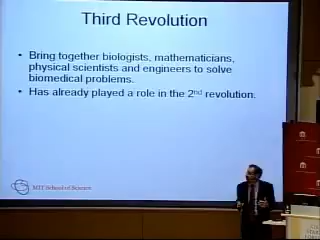 Third Revolution
• Bring together biologists, mathematicians,
physical scientists and engineers to solve
biomedical problems.
• Has already played a role in the 2nd revolution.
MIT School of Science